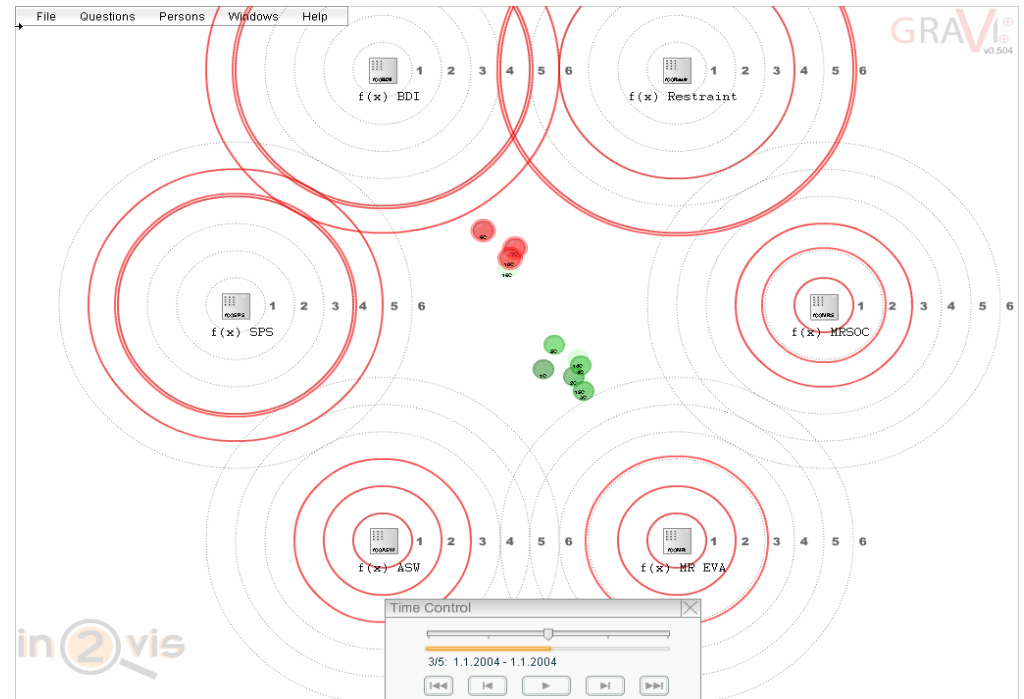 File Questions Persons Windows Help
GRAVi
v0.504
1 2 3 4 5 6
f(x) BDI
1 2 3 4 5 6
f(x) Restraint
1 2 3 4 5 6
f(x) SPS
1 2 3 4 5 6
f(x) MRSOC
1 2 3 4 5 6
f(x) ASW
1 2 3 4 5 6
f(x) MR EVA
Time Control
3/5: 1.1.2004 - 1.1.2004
in2vis